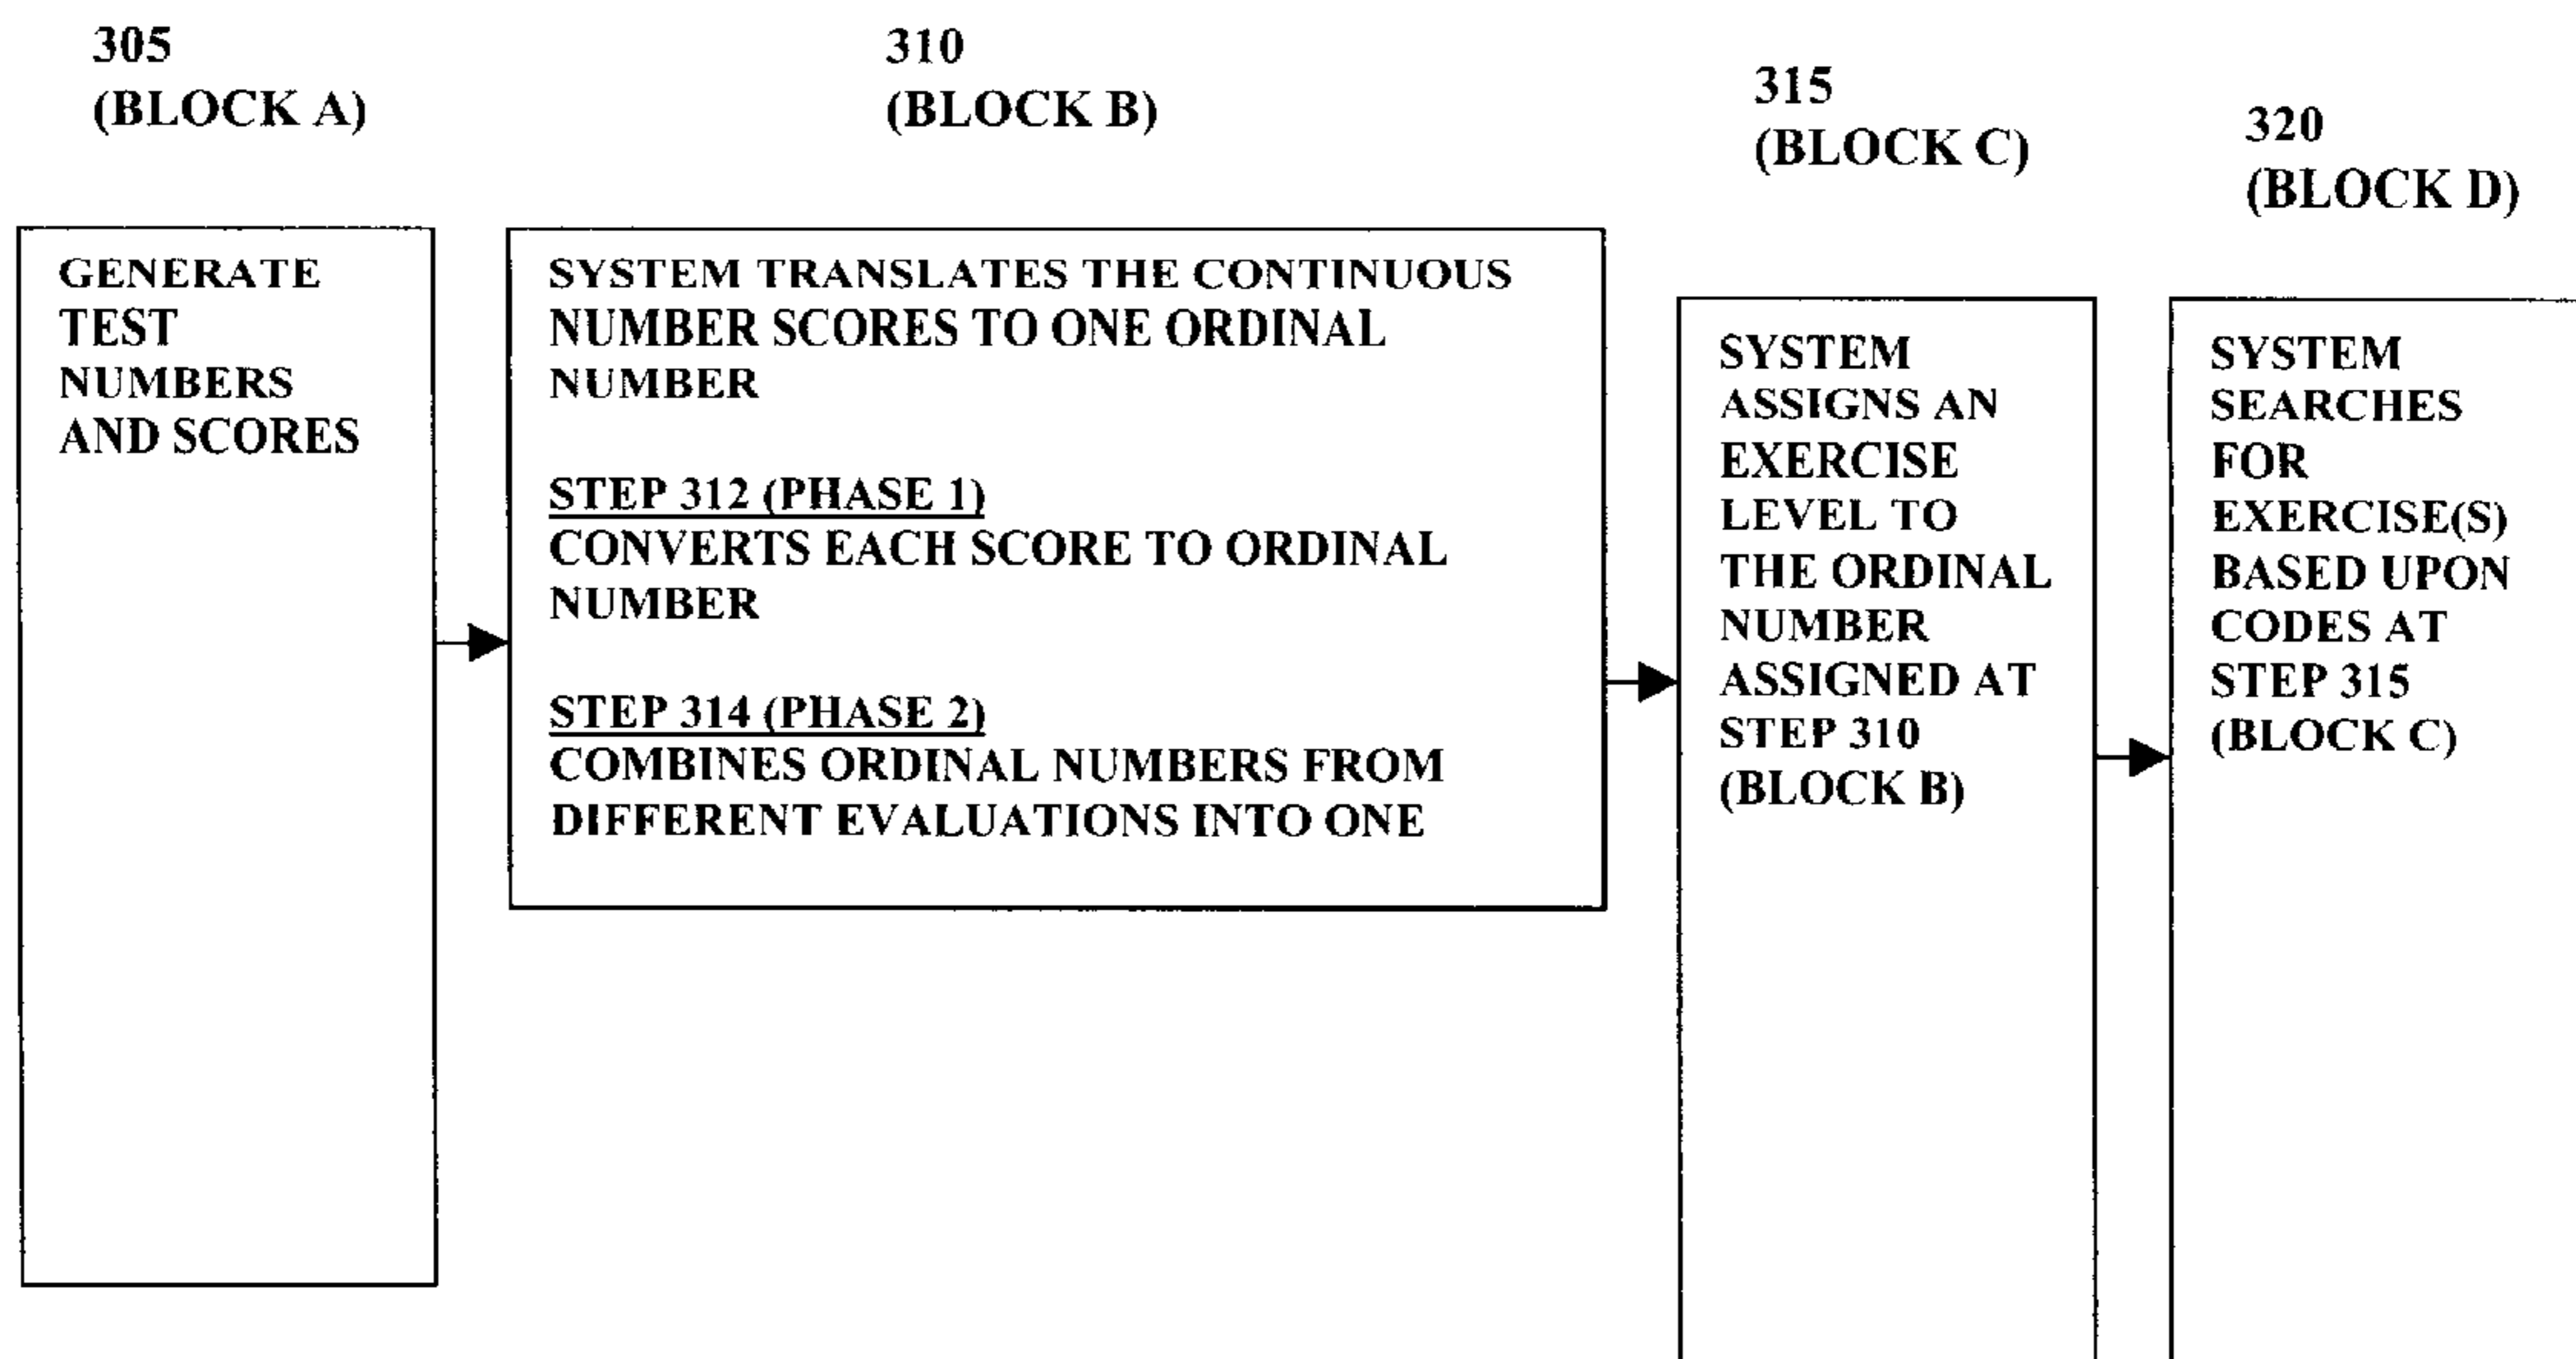 305
(BLOCK A)
310
(BLOCK B)
315
(BLOCK C)
320
(BLOCK D)
GENERATE
TEST
NUMBERS
AND SCORES
SYSTEM TRANSLATES THE CONTINUOUS
NUMBER SCORES TO ONE ORDINAL
NUMBER
STEP 312 (PHASE 1)
CONVERTS EACH SCORE TO ORDINAL
NUMBER
STEP 314 (PHASE 2)
COMBINES ORDINAL NUMBERS FROM
DIFFERENT EVALUATIONS INTO ONE
SYSTEM
ASSIGNS AN
EXERCISE
LEVEL TO
THE ORDINAL
NUMBER
ASSIGNED AT
STEP 310
(BLOCK B)
SYSTEM
SEARCHES
FOR
EXERCISE(S)
BASED UPON
CODES AT
STEP 315
(BLOCK C)